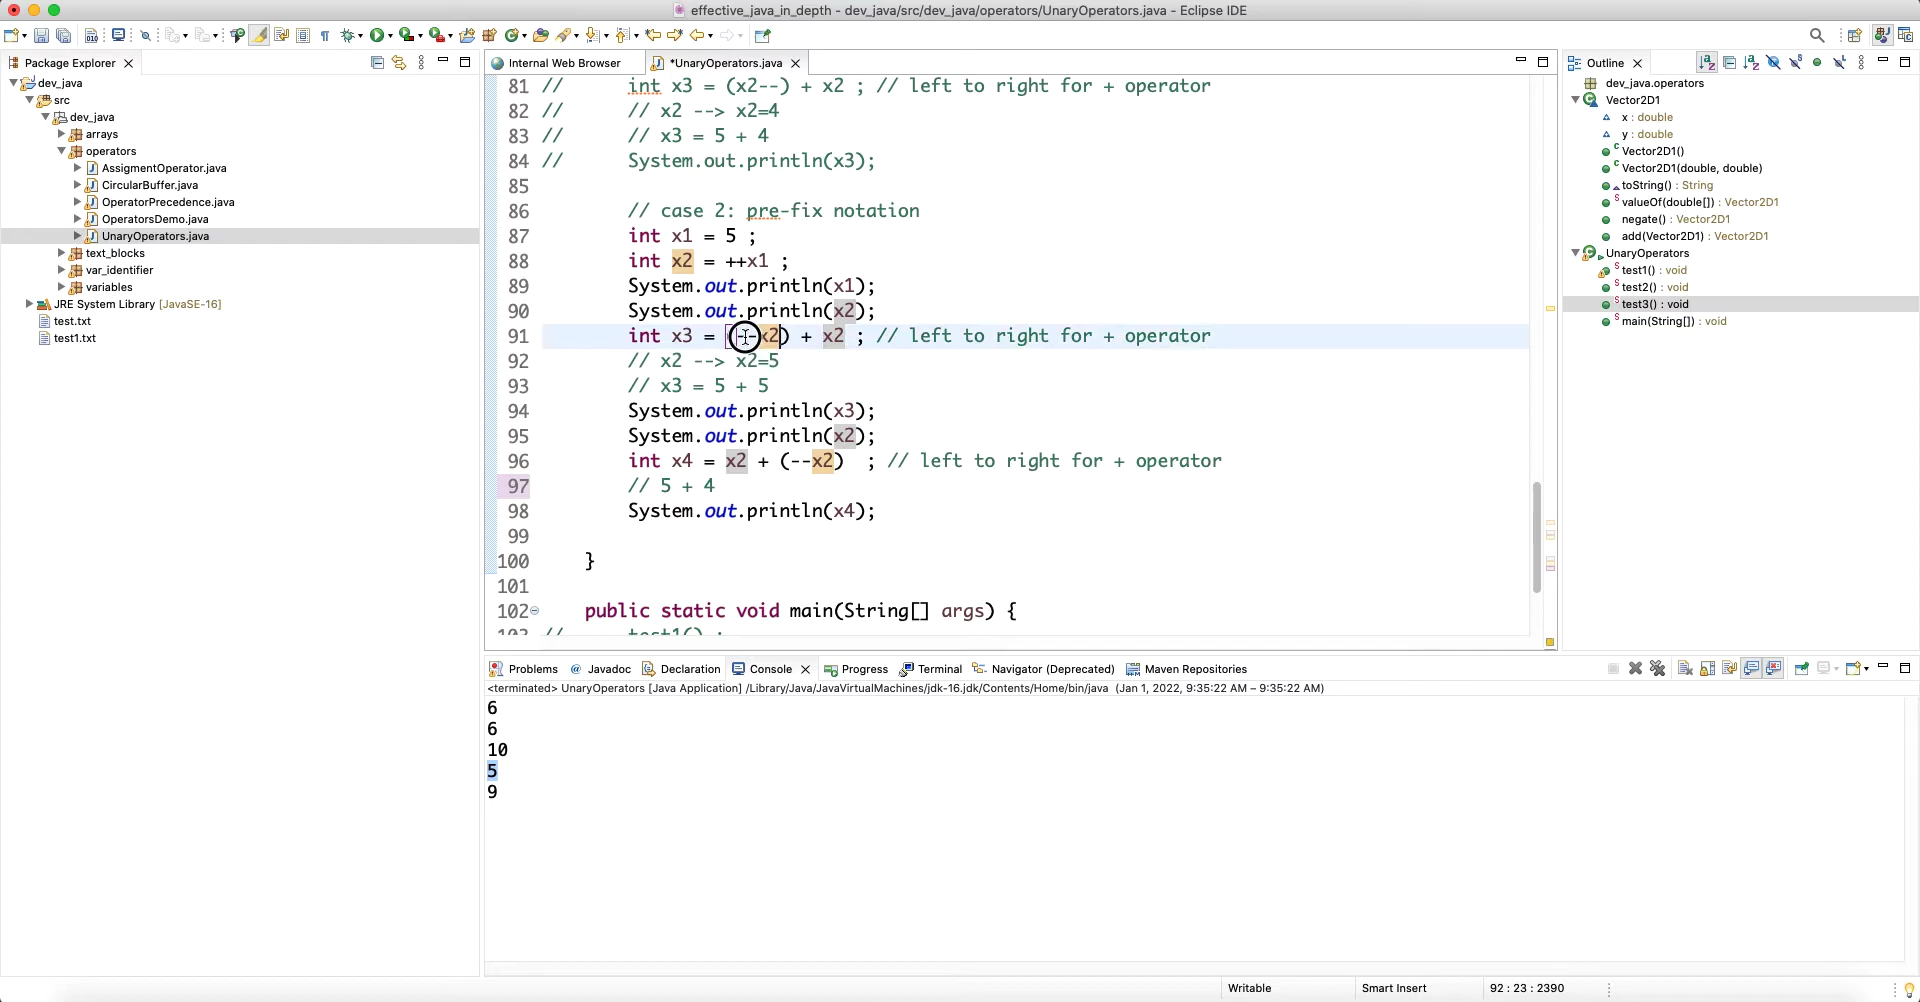 effective_java_in_depth - dev_java/src/dev_java/operators/UnaryOperators.java - Eclipse IDE
Package Explorer
dev_java
src
dev_java
arrays
operators
AssigmentOperator.java
CircularBuffer.java
OperatorPrecedence.java
OperatorsDemo.java
UnaryOperators.java
text_blocks
var_identifier
variables
JRE System Library [JavaSE-16]
test.txt
test1.txt
Internal Web Browser
*UnaryOperators.java
81 // int x3 = (x2--) + x2 ; // left to right for + operator
82 // // x2 --> x2=4
83 // // x3 = 5 + 4
84 // System.out.println(x3);
85
86 // case 2: pre-fix notation
87 int x1 = 5 ;
88 int x2 = ++x1 ;
89 System.out.println(x1);
90 System.out.println(x2);
91 int x3 = (--x2) + x2 ; // left to right for + operator
92 // x2 --> x2=5
93 // x3 = 5 + 5
94 System.out.println(x3);
95 System.out.println(x2);
96 int x4 = x2 + (--x2) ; // left to right for + operator
97 // 5 + 4
98 System.out.println(x4);
99
100 }
101
102 public static void main(String[] args) {
103 // test1() ;
Outline
dev_java.operators
Vector2D1
x : double
y : double
Vector2D1()
Vector2D1(double, double)
toString() : String
valueOf(double[]) : Vector2D1
negate() : Vector2D1
add(Vector2D1) : Vector2D1
UnaryOperators
test1() : void
test2() : void
test3() : void
main(String[]) : void
Problems @ Javadoc Declaration Console Progress Terminal Navigator (Deprecated) Maven Repositories
<terminated> UnaryOperators [Java Application] /Library/Java/JavaVirtualMachines/jdk-16.jdk/Contents/Home/bin/java (Jan 1, 2022, 9:35:22 AM – 9:35:22 AM)
6
6
10
5
9
Writable Smart Insert 92 : 23 : 2390